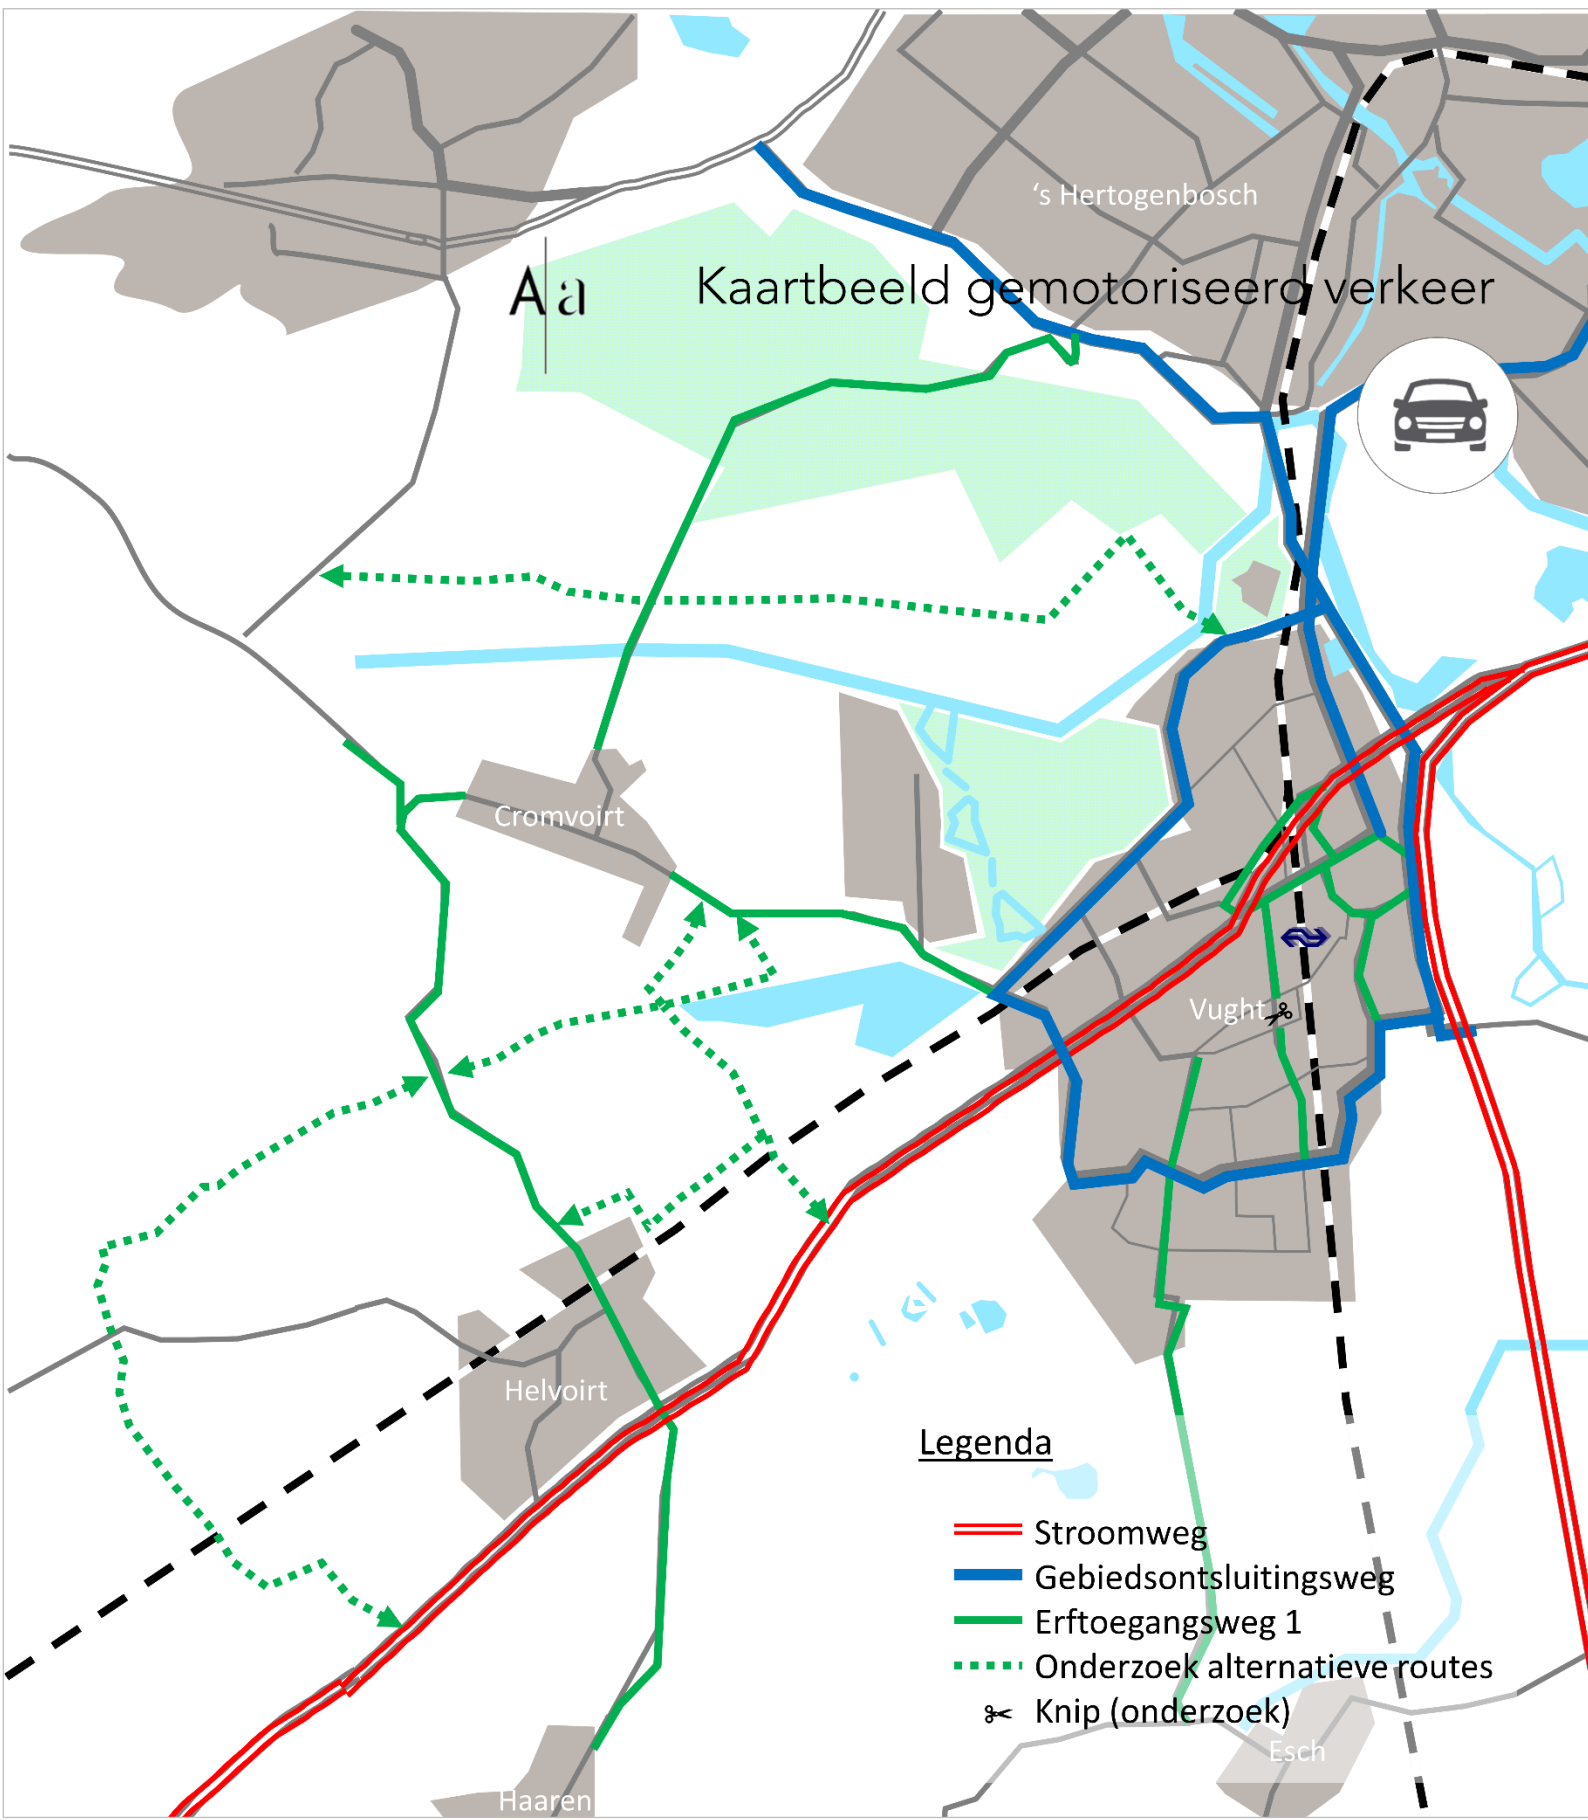 ‘s Hertogenbosch
A a
Kaartbeeld gemotoriseerd verkeer
Cromvoirt
Vught
Helvoirt
Legenda
Stroomweg
Gebiedsontsluitingsweg
Erftoegangsweg 1
Onderzoek alternatieve routes
Knip (onderzoek)
Esch
Haaren